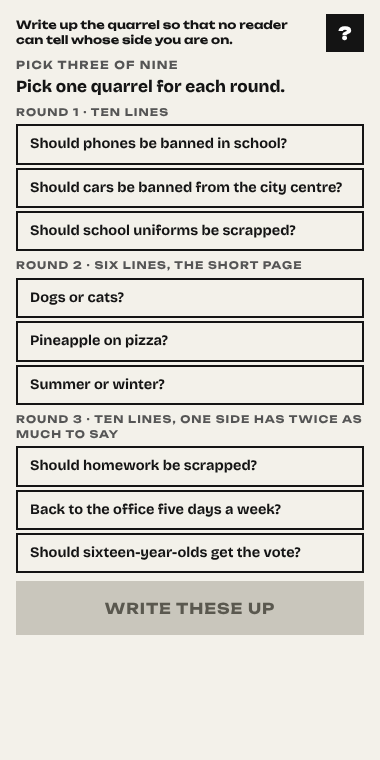 Write up the quarrel so that no reader
can tell whose side you are on.
?
PICK THREE OF NINE
Pick one quarrel for each round.
ROUND 1 · TEN LINES
Should phones be banned in school?
Should cars be banned from the city centre?
Should school uniforms be scrapped?
ROUND 2 · SIX LINES, THE SHORT PAGE
Dogs or cats?
Pineapple on pizza?
Summer or winter?
ROUND 3 · TEN LINES, ONE SIDE HAS TWICE AS
MUCH TO SAY
Should homework be scrapped?
Back to the office five days a week?
Should sixteen-year-olds get the vote?
WRITE THESE UP